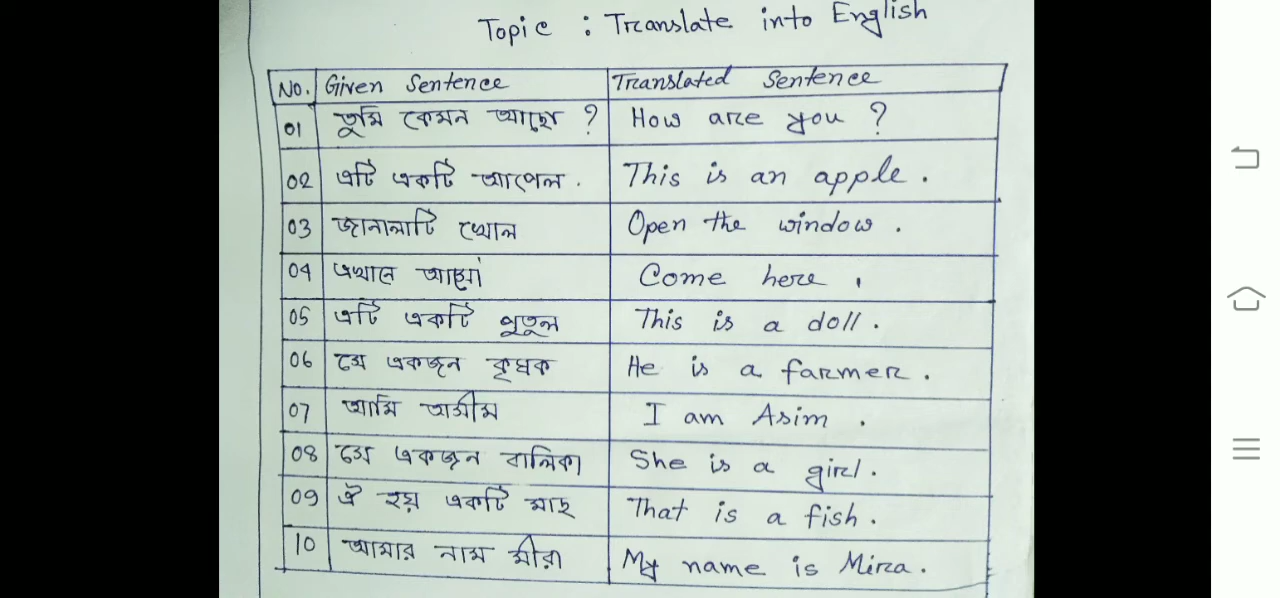 Topic : Translate into English
No. Given Sentence Translated Sentence
01 তুমি কেমন আছো ? How are you ?
02 এটি একটি আপেল . This is an apple .
03 জানালাটি খোল Open the window .
04 এখানে আসো Come here .
05 এটি একটি পুতুল This is a doll .
06 সে একজন কৃষক He is a farmer .
07 আমি অসীম I am Asim .
08 সে একজন বালিকা She is a girl .
09 ঐ হয় একটি মাছ That is a fish .
10 আমার নাম মীরা My name is Mira .